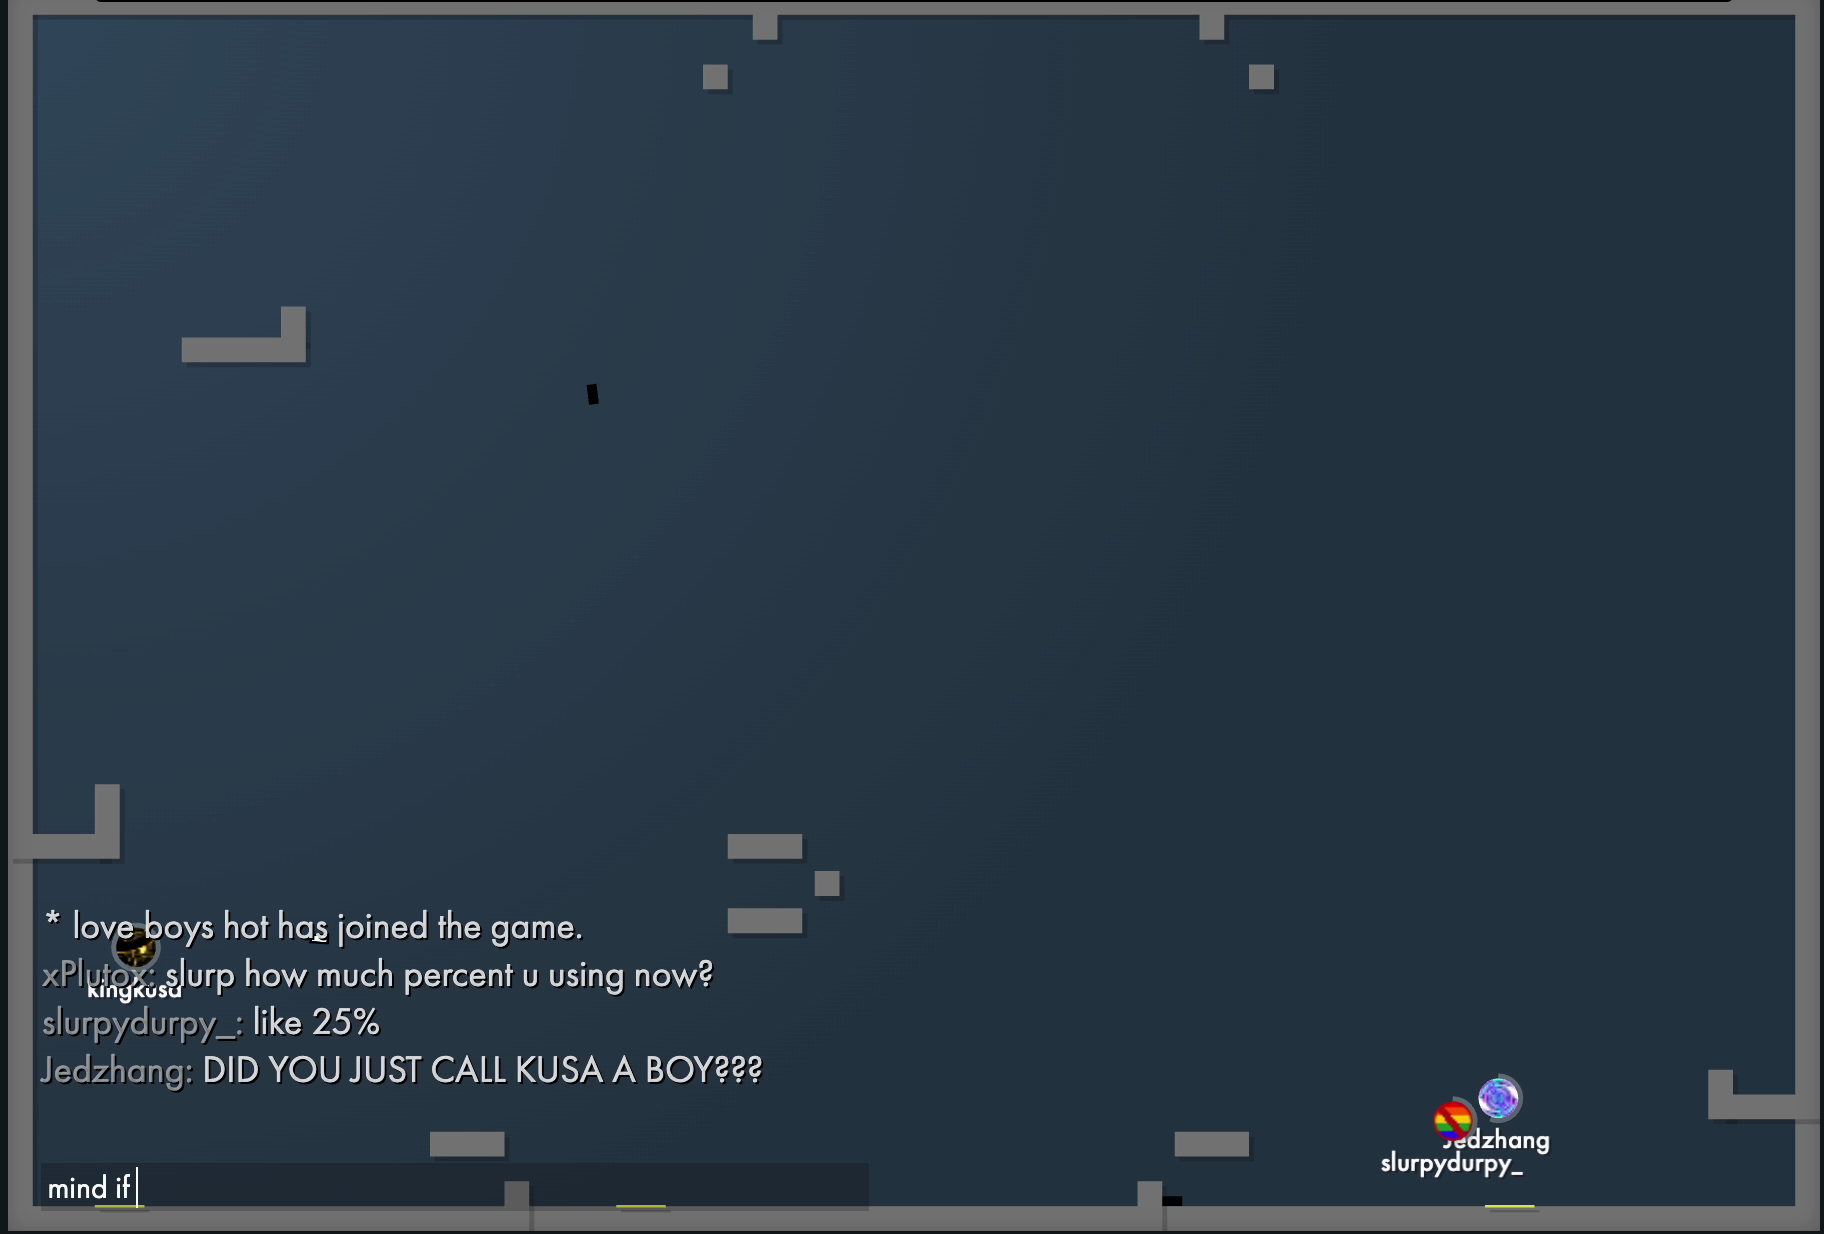 * love boys hot has joined the game.
xPlutox: slurp how much percent u using now?
kingkusa
slurpydurpy_: like 25%
Jedzhang: DID YOU JUST CALL KUSA A BOY???
Jedzhang
slurpydurpy_
mind if